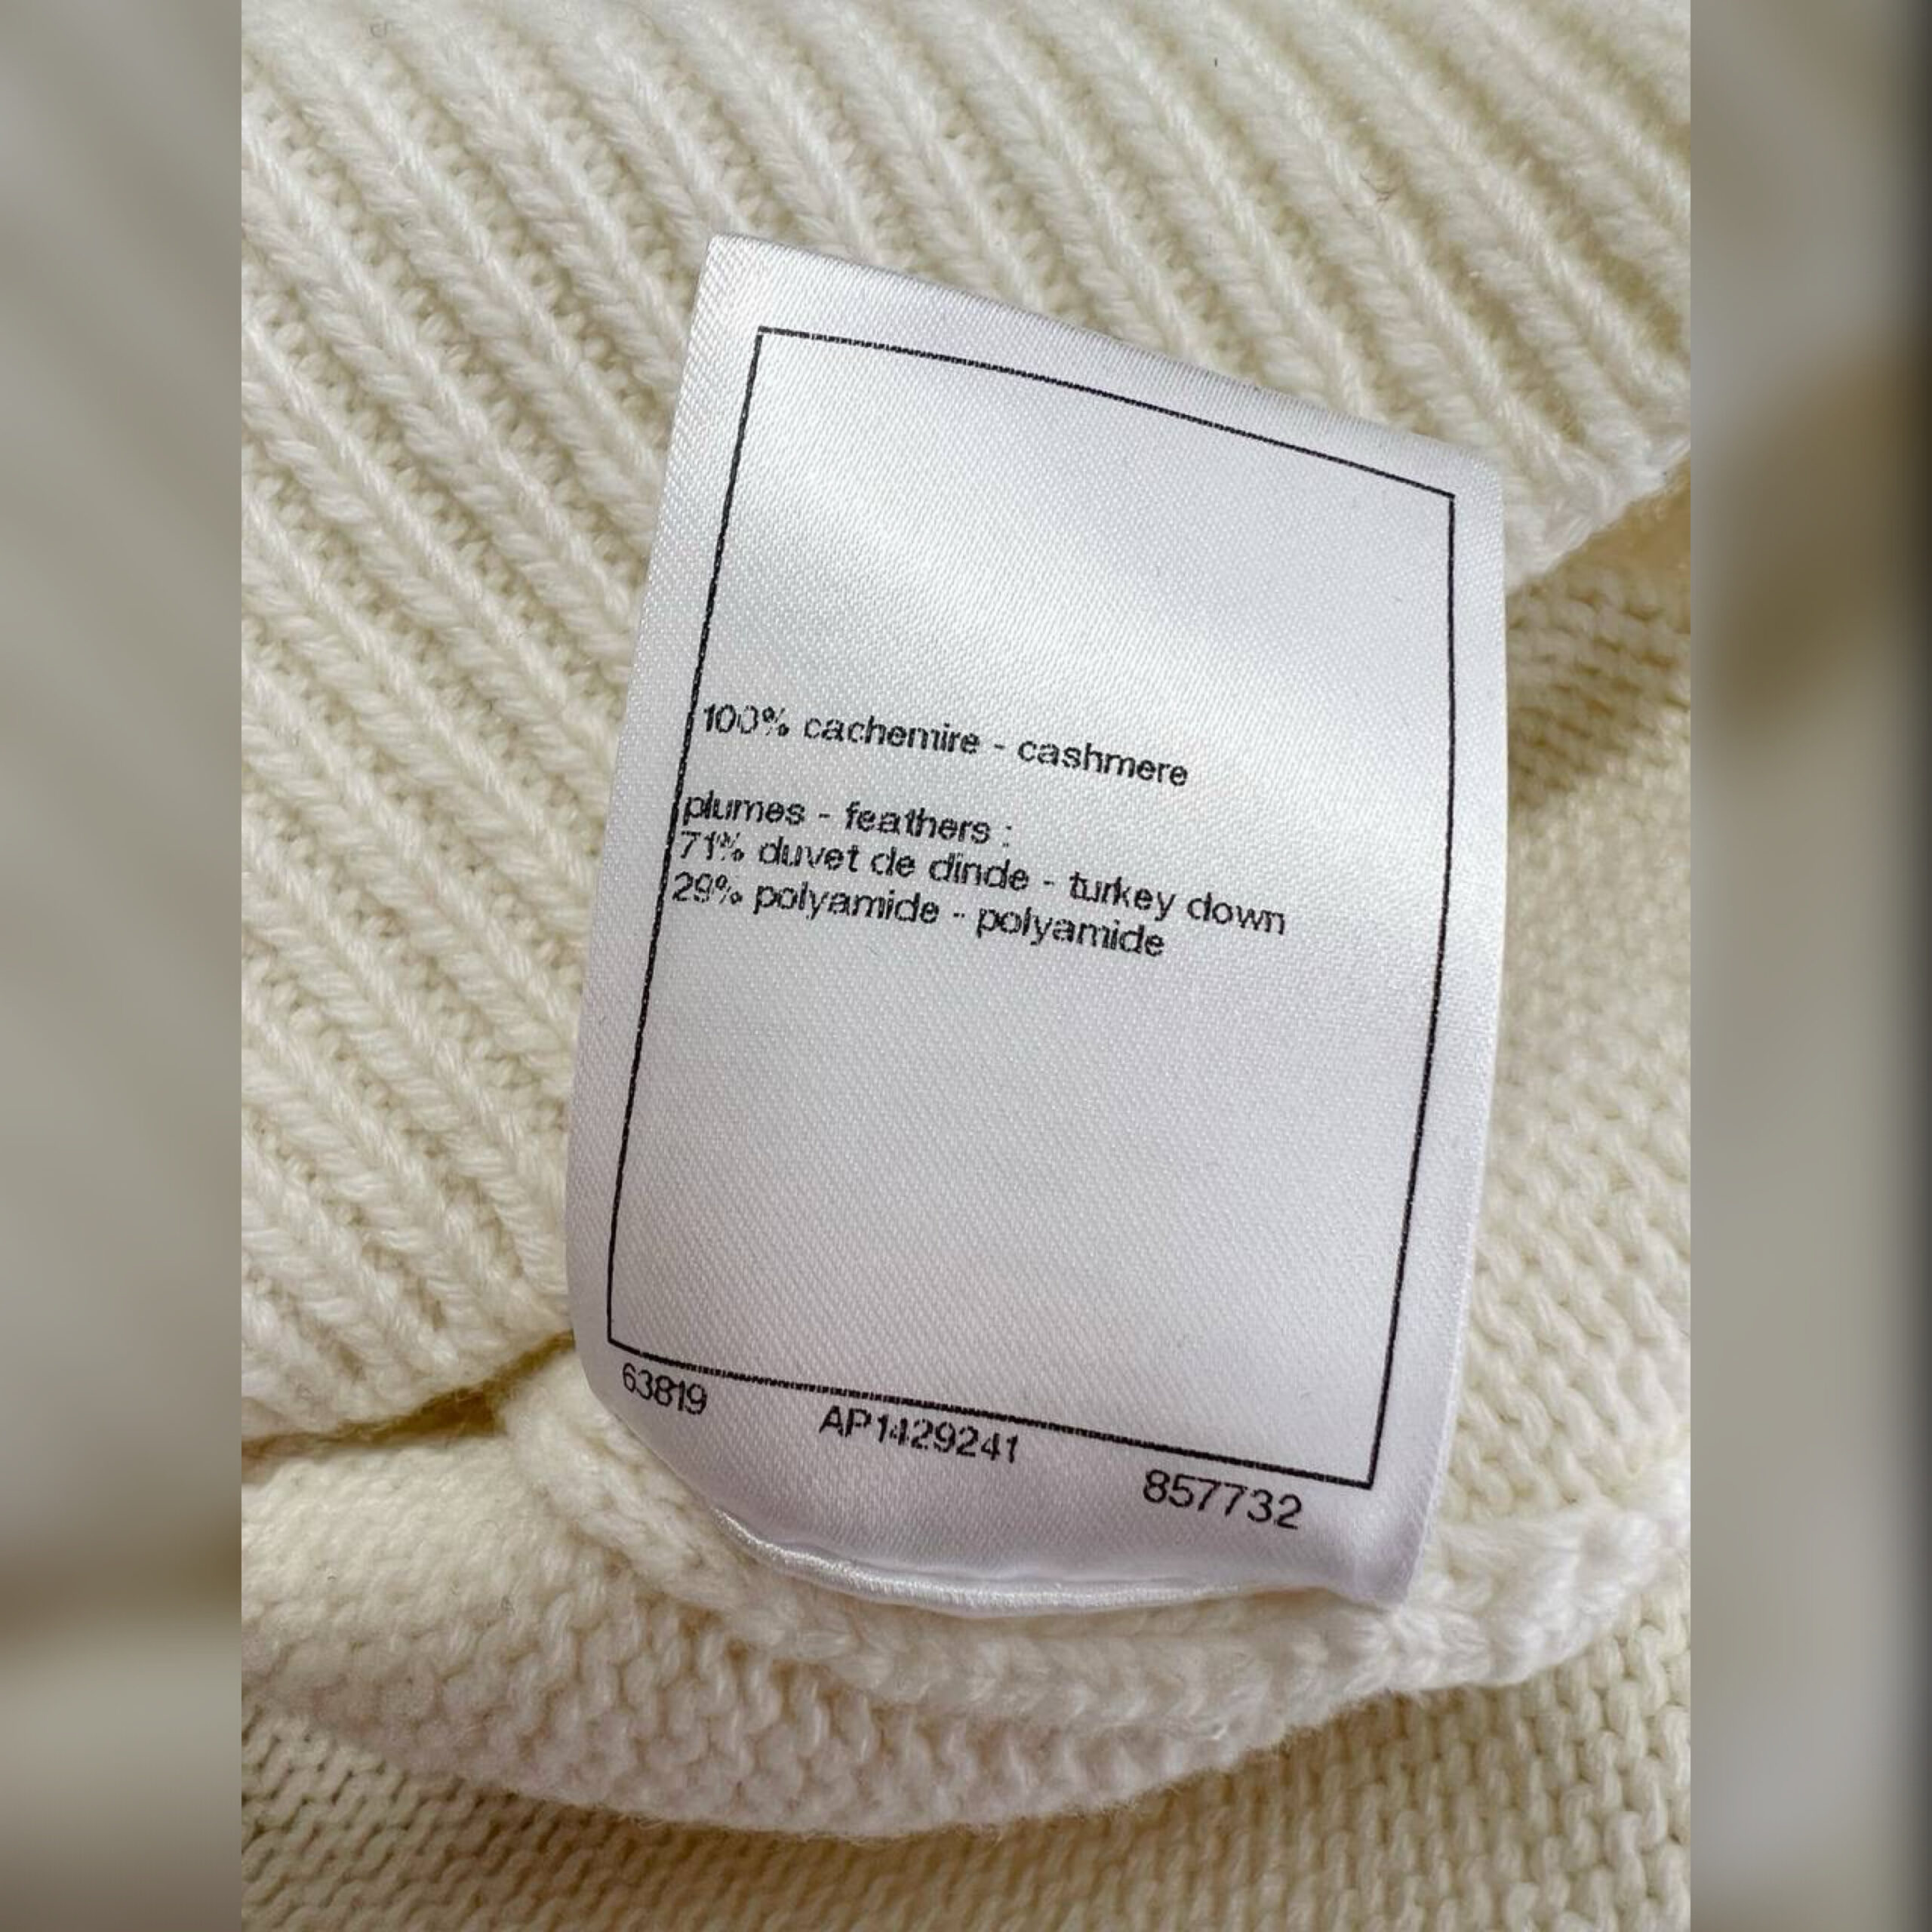 100% cachemire - cashmere
plumes - feathers :
71% duvet de dinde - turkey down
29% polyamide - polyamide
63819 AP1429241 857732